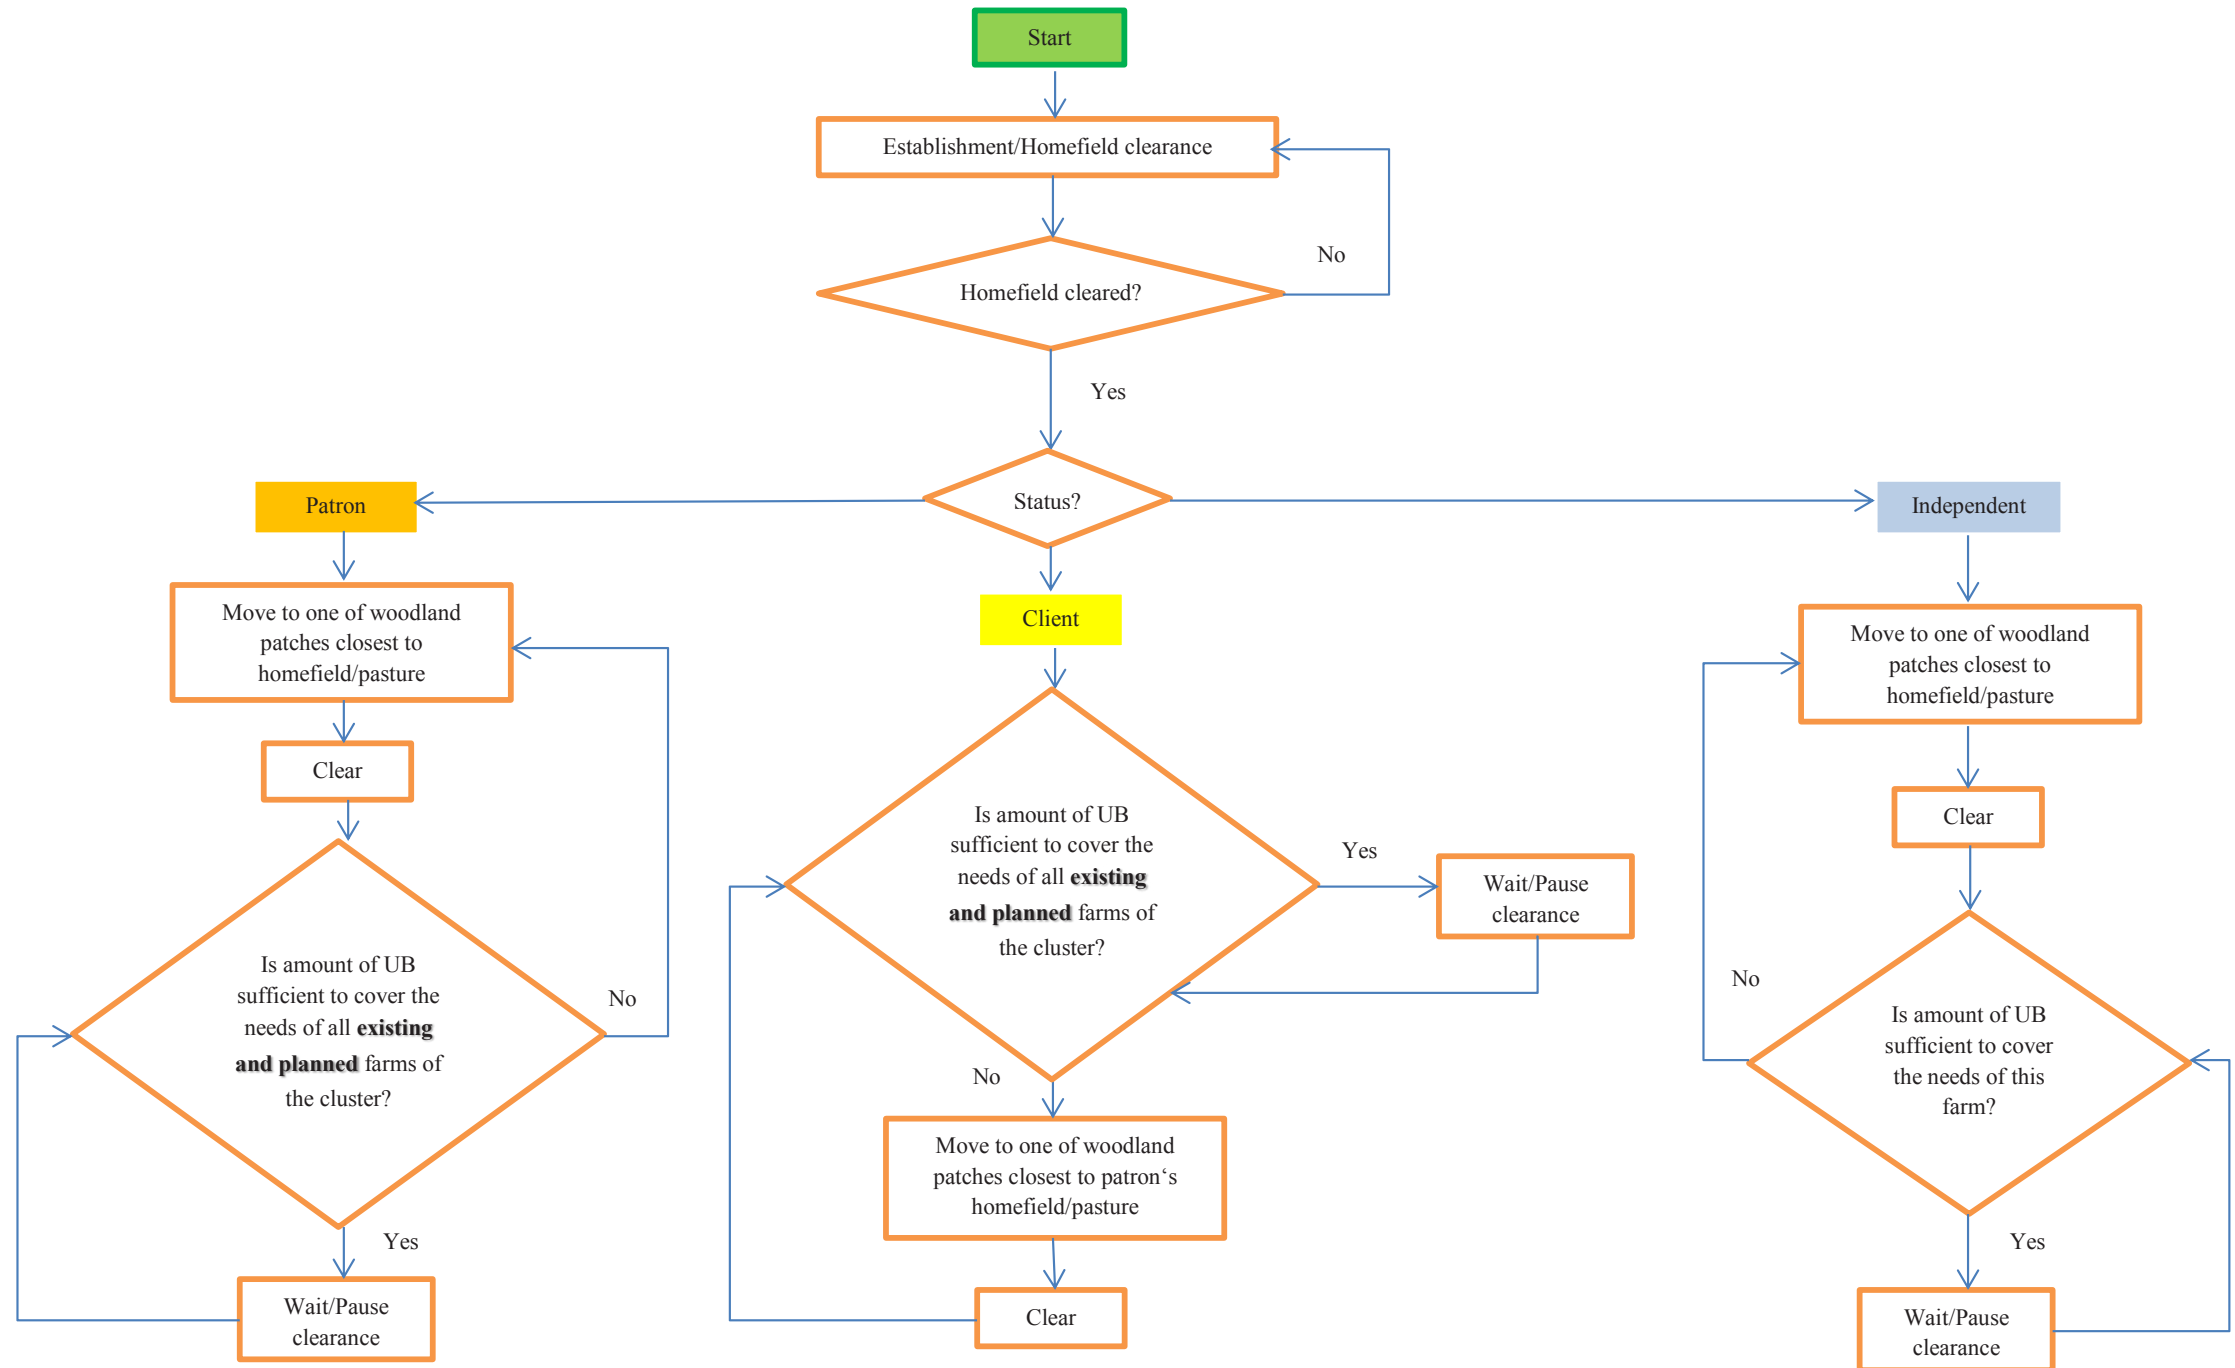 Start
Establishment/Homefield clearance
No
Homefield cleared?
Yes
Status?
Patron
Move to one of woodland
patches closest to
homefield/pasture
Clear
Is amount of UB
sufficient to cover the
needs of all existing
and planned farms of
the cluster?
No
Yes
Wait/Pause
clearance
Client
Is amount of UB
sufficient to cover the
needs of all existing
and planned farms of
the cluster?
Yes
Wait/Pause
clearance
No
Move to one of woodland
patches closest to patron‘s
homefield/pasture
Clear
Independent
Move to one of woodland
patches closest to
homefield/pasture
Clear
No
Is amount of UB
sufficient to cover
the needs of this
farm?
Yes
Wait/Pause
clearance